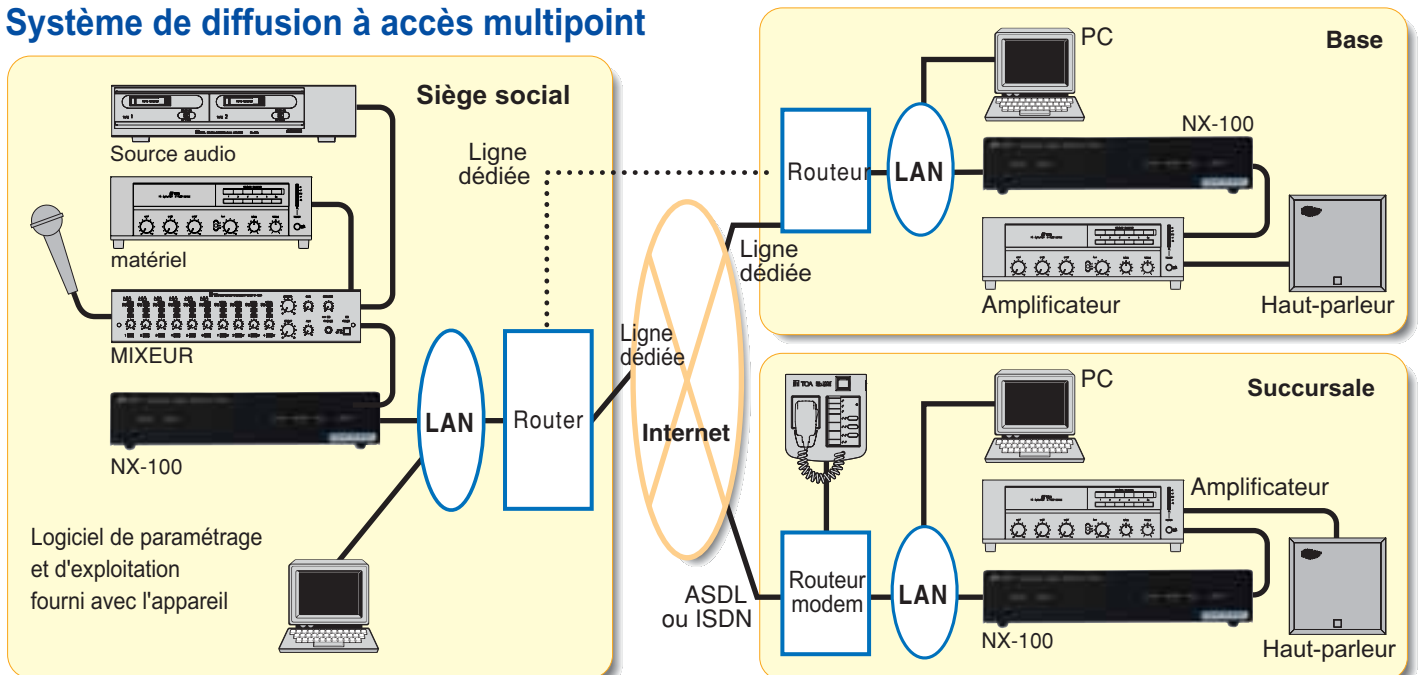 Système de diffusion à accès multipoint
Siège social
Source audio
matériel
MIXEUR
NX-100
Logiciel de paramétrage
et d'exploitation
fourni avec l'appareil
LAN
Router
Ligne
dédiée
Ligne
dédiée
Internet
Ligne
dédiée
ASDL
ou ISDN
Base
PC
Routeur
LAN
NX-100
Amplificateur
Haut-parleur
Succursale
PC
TOA
Routeur
modem
LAN
Amplificateur
NX-100
Haut-parleur